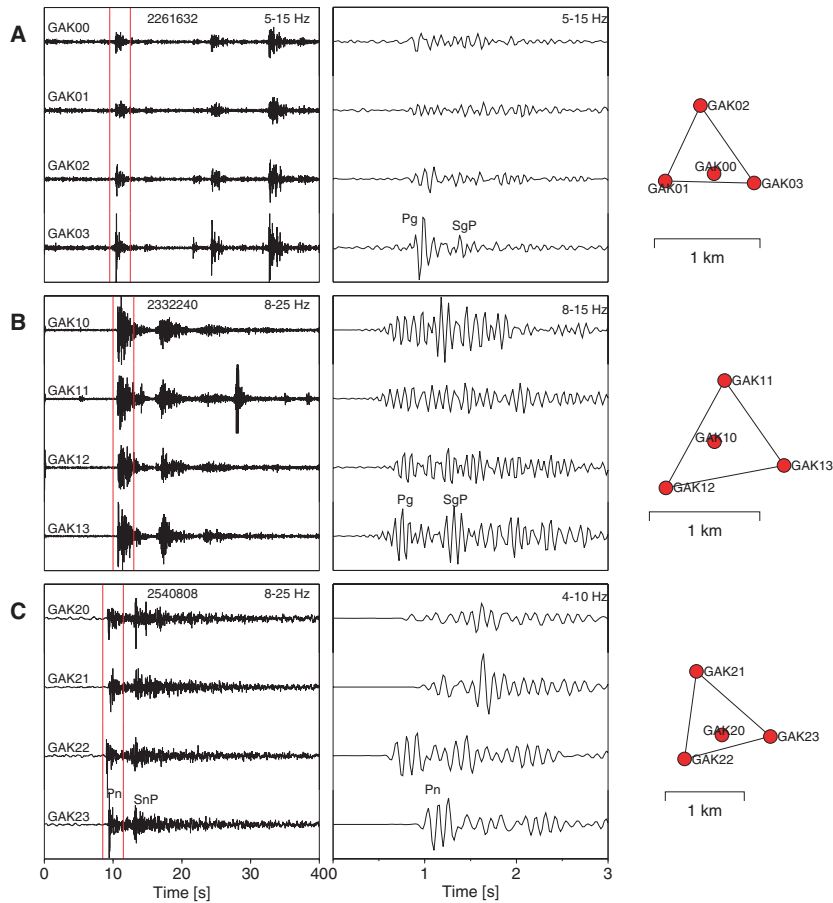 A
GAK00
2261632
5-15 Hz
GAK01
GAK02
GAK03
5-15 Hz
Pg
SgP
GAK02
GAK00
GAK01
GAK03
1 km
B
GAK10
2332240
8-25 Hz
GAK11
GAK12
GAK13
8-15 Hz
Pg
SgP
GAK11
GAK10
GAK13
GAK12
1 km
C
GAK20
2540808
8-25 Hz
GAK21
GAK22
Pn
SnP
GAK23
4-10 Hz
Pn
GAK21
GAK20
GAK23
GAK22
1 km
0 10 20 30 40
Time [s]
0 1 2 3
Time [s]